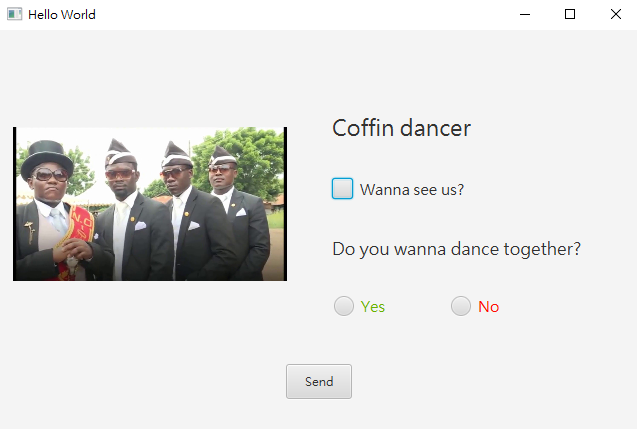 Hello World
Coffin dancer
Wanna see us?
Do you wanna dance together?
Yes
No
Send